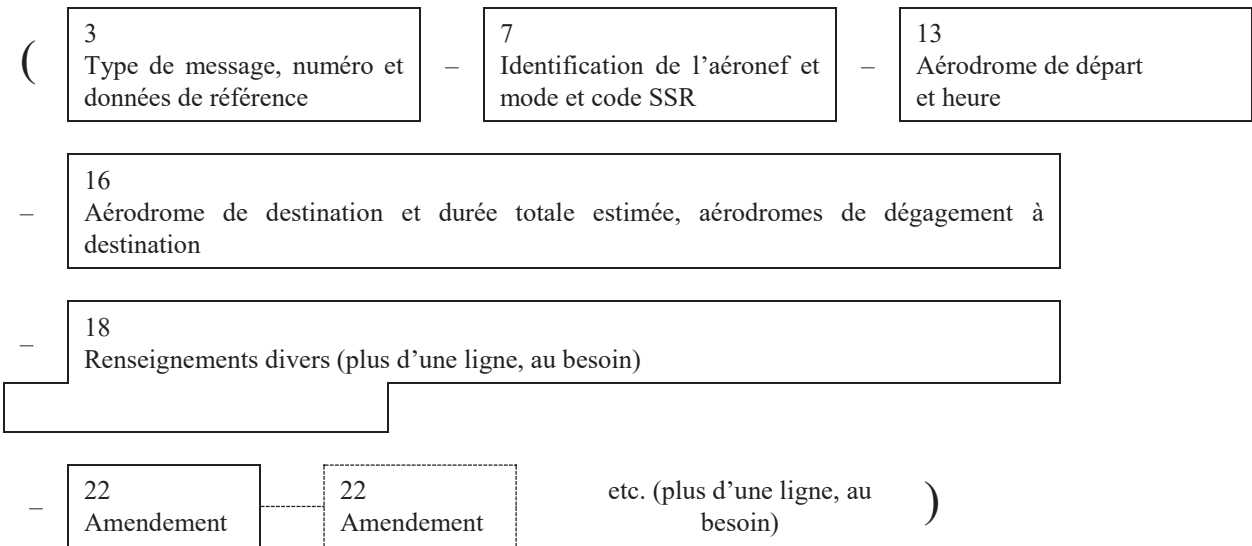 ( 3 7 13
Type de message, numéro et – Identification de l’aéronef et – Aérodrome de départ
données de référence mode et code SSR et heure
16
– Aérodrome de destination et durée totale estimée, aérodromes de dégagement à
destination
18
– Renseignements divers (plus d’une ligne, au besoin)
– 22 22 etc. (plus d’une ligne, au )
Amendement Amendement besoin)